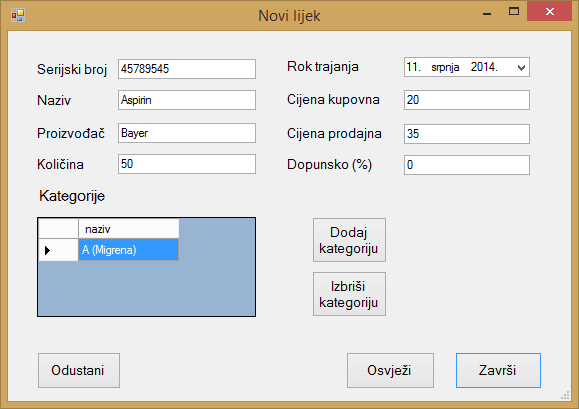 Novi lijek
Serijski broj 45789545
Rok trajanja 11. srpnja 2014.
Naziv Aspirin
Cijena kupovna 20
Proizvođač Bayer
Cijena prodajna 35
Količina 50
Dopunsko (%) 0
Kategorije
naziv
A (Migrena)
Dodaj
kategoriju
Izbriši
kategoriju
Odustani
Osvježi
Završi